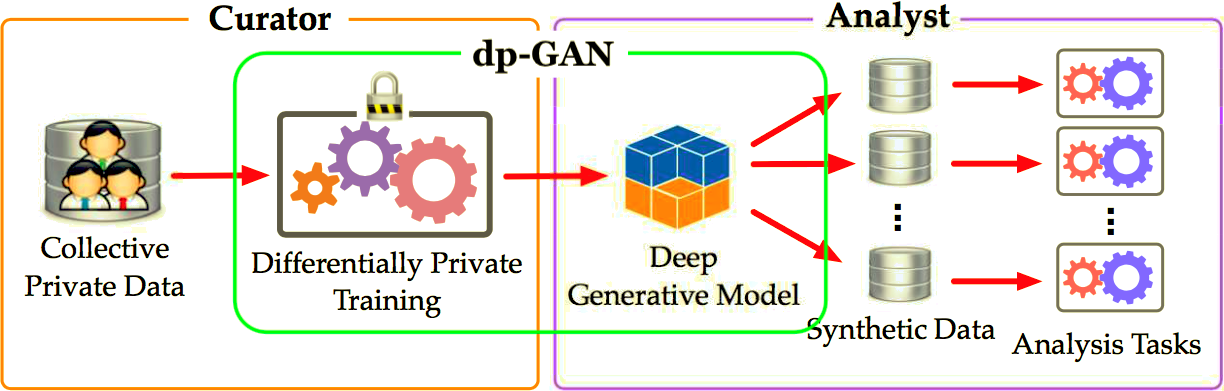 Curator
Analyst
dp-GAN
Collective
Private Data
Differentially Private
Training
Deep
Generative Model
Synthetic Data
Analysis Tasks